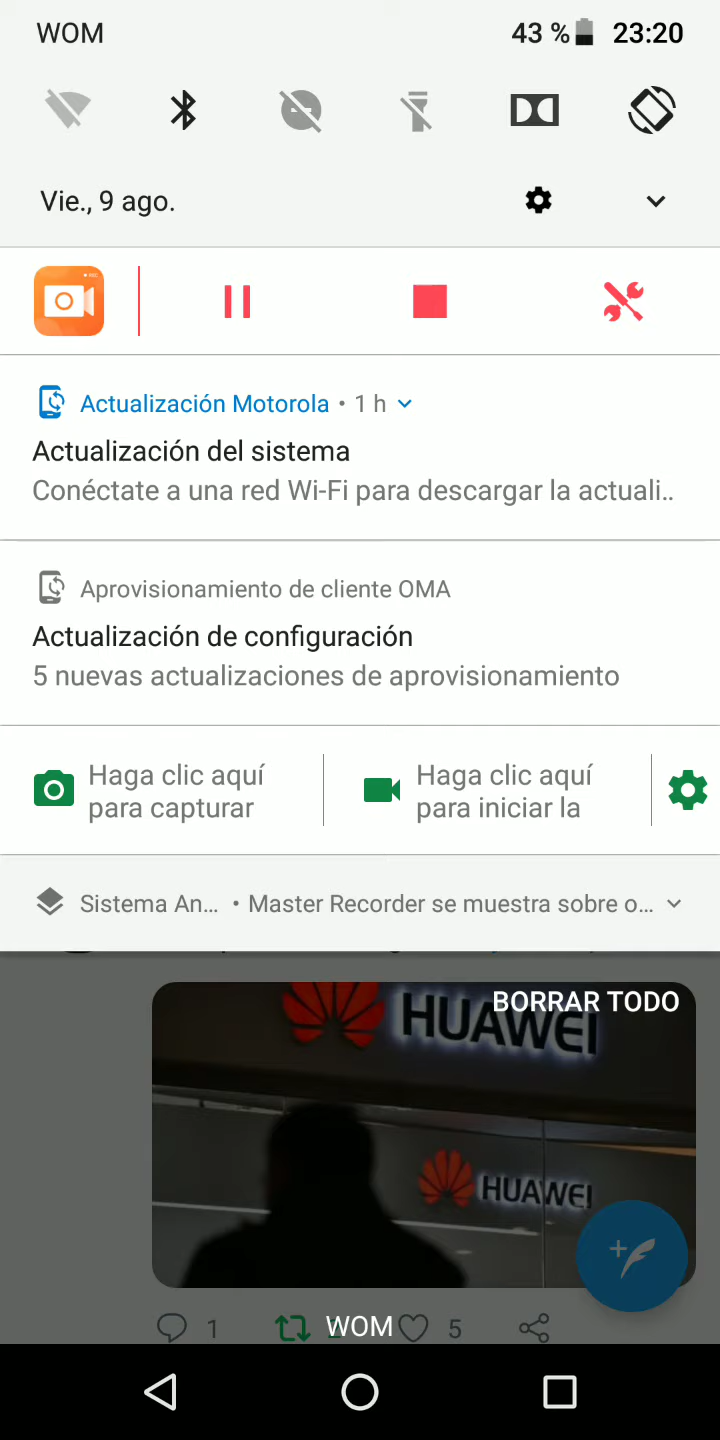 WOM 43 % 23:20
Vie., 9 ago.
Actualización Motorola • 1 h
Actualización del sistema
Conéctate a una red Wi-Fi para descargar la actuali..
Aprovisionamiento de cliente OMA
Actualización de configuración
5 nuevas actualizaciones de aprovisionamiento
Haga clic aquí
para capturar
Haga clic aquí
para iniciar la
Sistema An… • Master Recorder se muestra sobre o…
BORRAR TODO
HUAWEI
HUAWEI
1 WOM 5